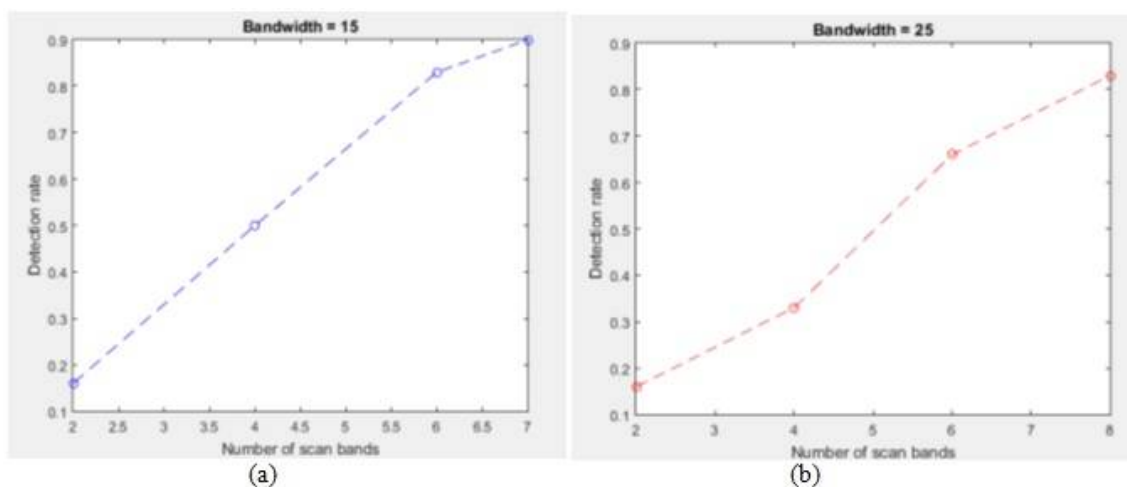 Bandwidth = 15
0.9
0.8
0.7
0.6
0.5
0.4
0.3
0.2
0.1
Detection rate
2 2.5 3 3.5 4 4.5 5 5.5 6 6.5 7
Number of scan bands
(a)
Bandwidth = 25
0.9
0.8
0.7
0.6
0.5
0.4
0.3
0.2
0.1
Detection rate
2 3 4 5 6 7 8
Number of scan bands
(b)